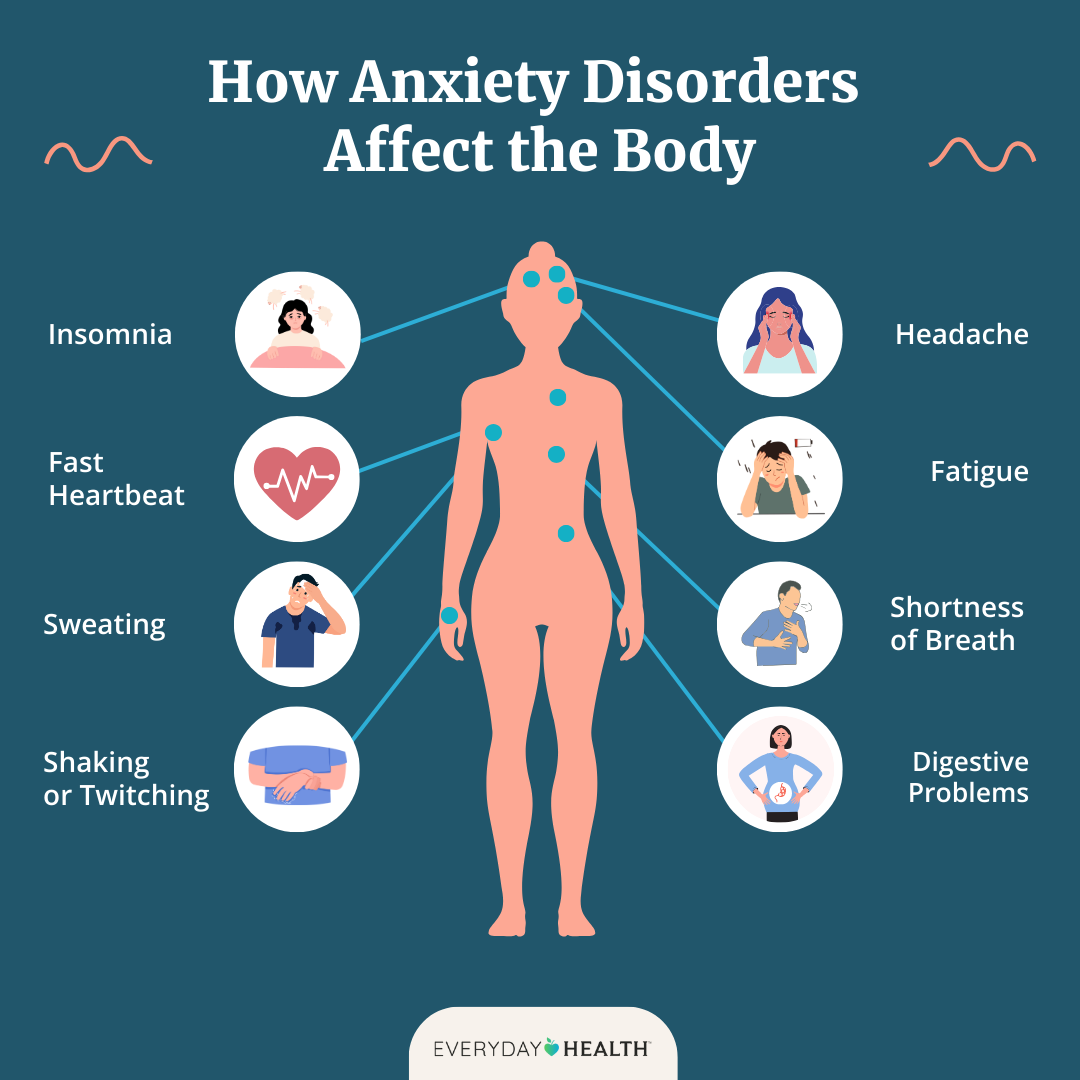 How Anxiety Disorders
Affect the Body
Insomnia
Fast
Heartbeat
Sweating
Shaking
or Twitching
Headache
Fatigue
Shortness
of Breath
Digestive
Problems
EVERYDAY HEALTH